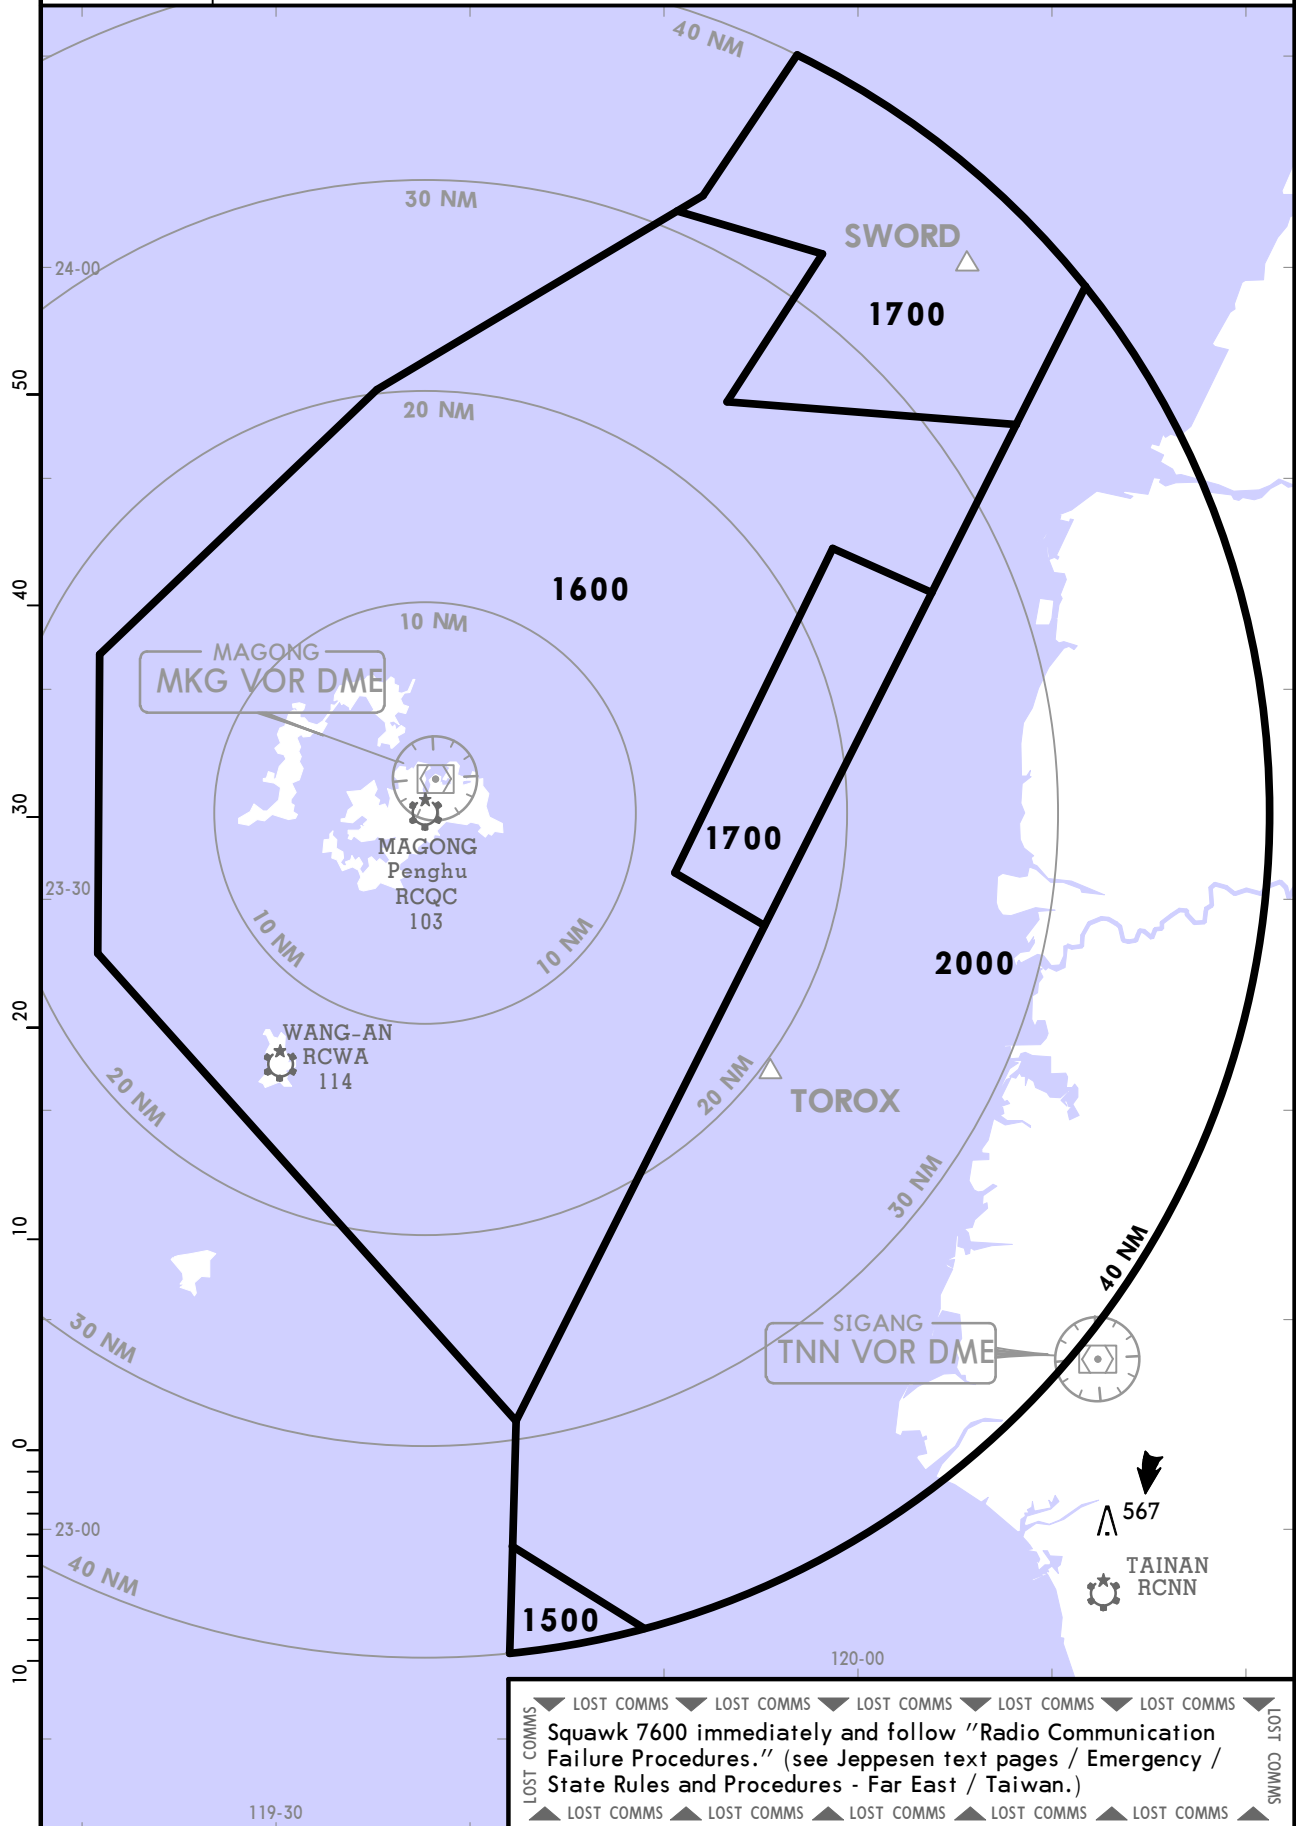 40 NM
30 NM
SWORD
24-00
1700
50
20 NM
40
1600
10 NM
MAGONG
MKG VOR DME
30
1700
MAGONG
Penghu
RCQC
103
23-30
10 NM
10 NM
2000
20
WANG-AN
RCWA
114
20 NM
20 NM
TOROX
30 NM
10
40 NM
30 NM
SIGANG
TNN VOR DME
0
567
23-00
40 NM
TAINAN
RCNN
1500
10
120-00
LOST COMMS LOST COMMS LOST COMMS LOST COMMS LOST COMMS
LOST COMMS
Squawk 7600 immediately and follow "Radio Communication
Failure Procedures." (see Jeppesen text pages / Emergency /
State Rules and Procedures - Far East / Taiwan.)
LOST COMMS
LOST COMMS LOST COMMS LOST COMMS LOST COMMS LOST COMMS
119-30